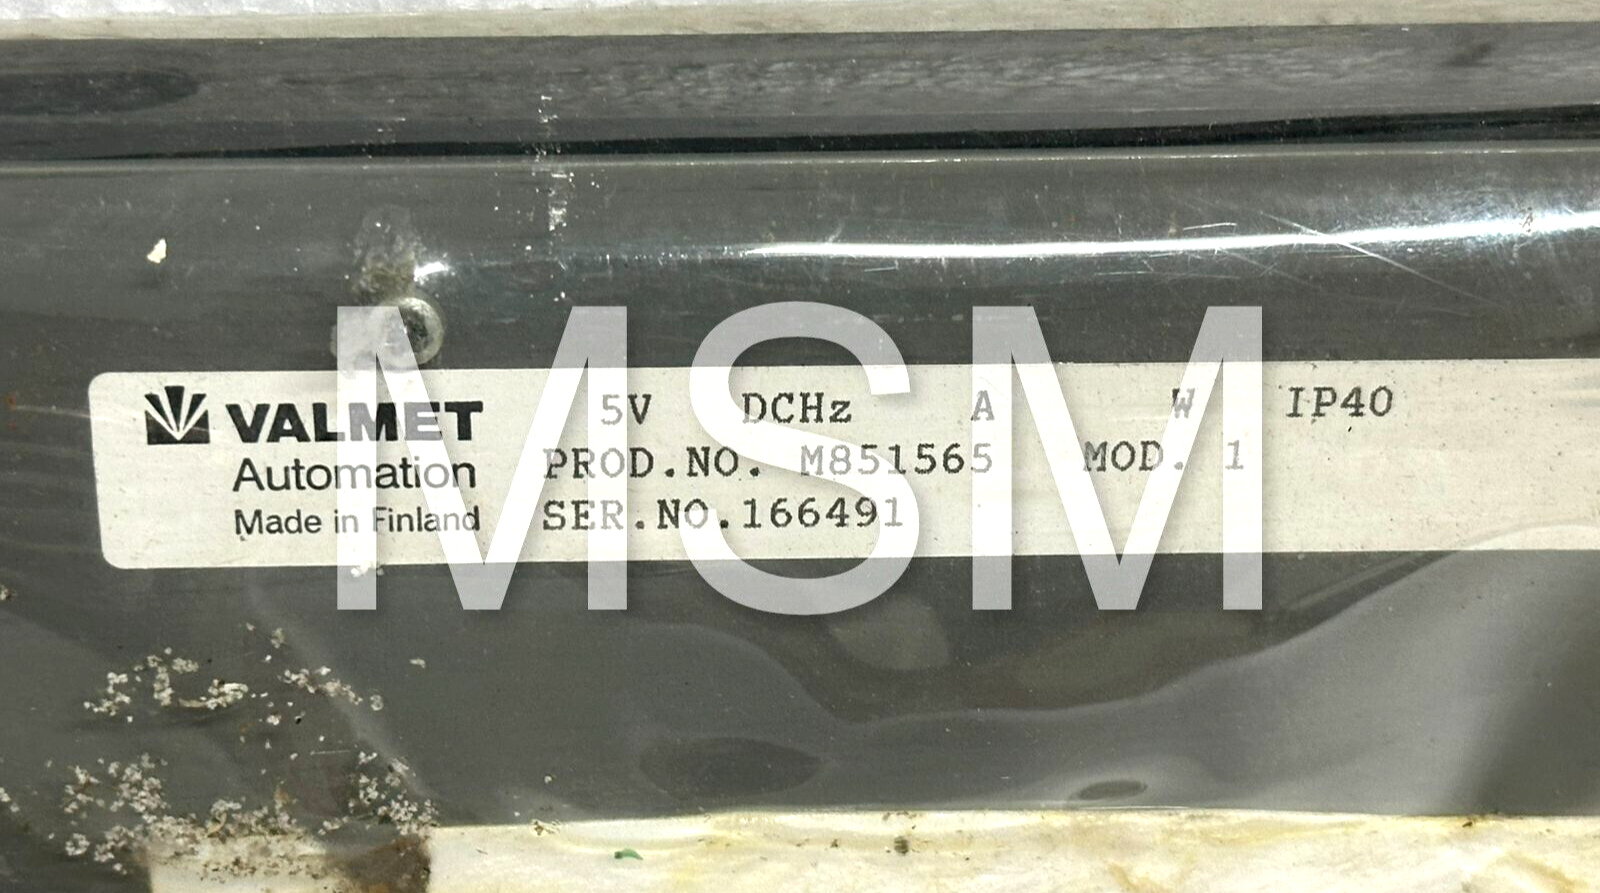 VALMET
Automation
Made in Finland
5V DCHz A W IP40
PROD.NO. M851565 MOD. 1
SER.NO.166491
MSM